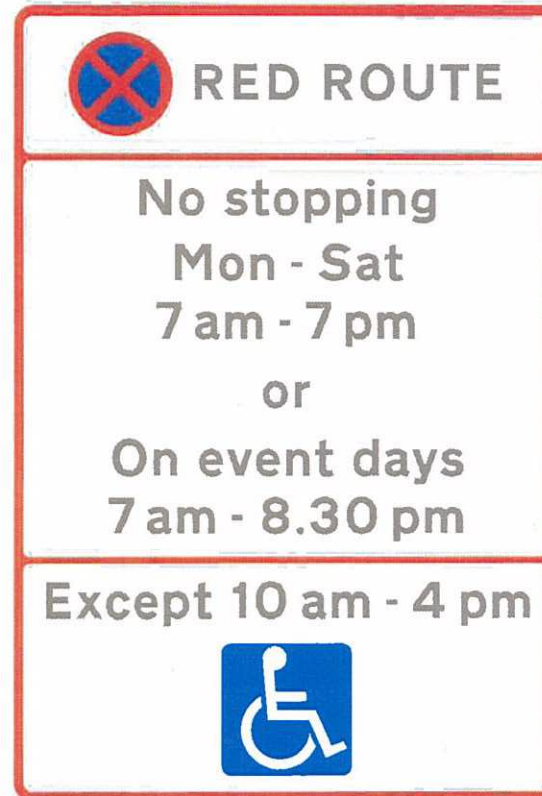 RED ROUTE
No stopping
Mon - Sat
7 am - 7 pm
or
On event days
7 am - 8.30 pm
Except 10 am - 4 pm